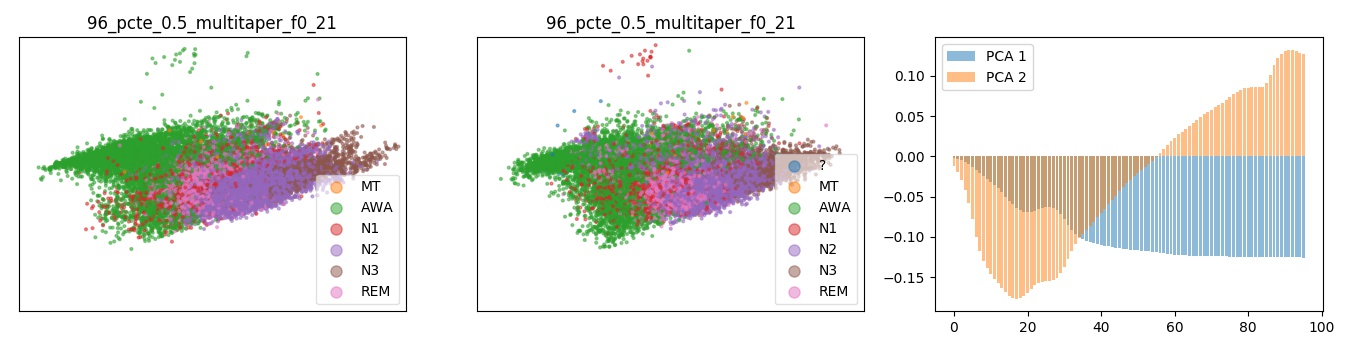 96_pcte_0.5_multitaper_f0_21
MT
AWA
N1
N2
N3
REM
96_pcte_0.5_multitaper_f0_21
?
MT
AWA
N1
N2
N3
REM
PCA 1
PCA 2
0.10
0.05
0.00
−0.05
−0.10
−0.15
0 20 40 60 80 100